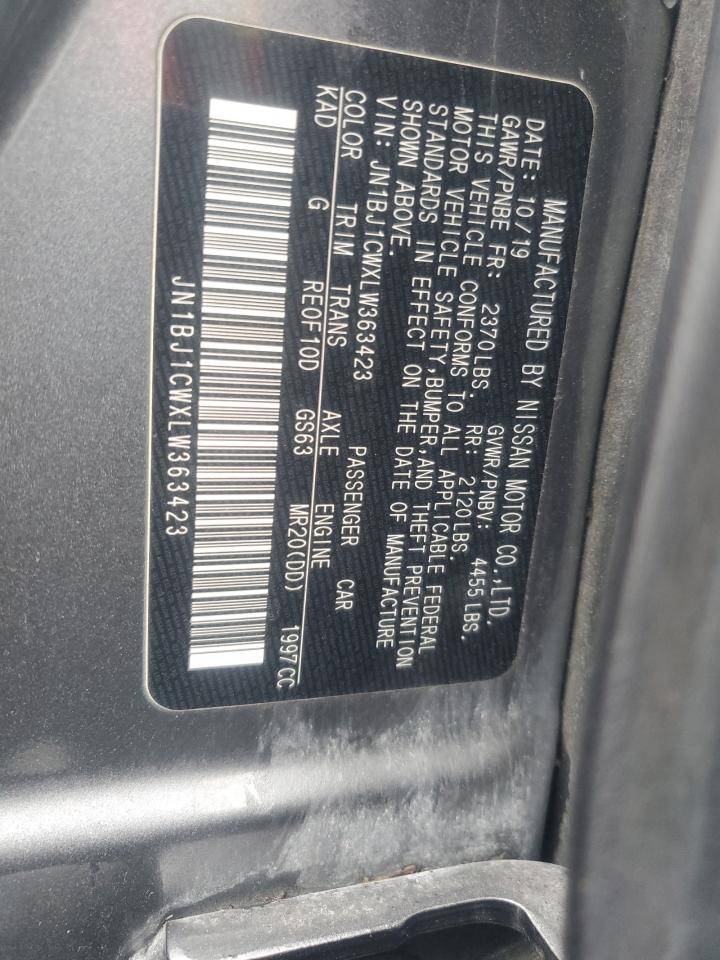 MANUFACTURED BY NISSAN MOTOR CO.,LTD.
DATE: 10/19 GVWR/PNBV: 4455 LBS.
GAWR/PNBE FR: 2370LBS. RR: 2120LBS.
THIS VEHICLE CONFORMS TO ALL APPLICABLE FEDERAL
MOTOR VEHICLE SAFETY,BUMPER,AND THEFT PREVENTION
STANDARDS IN EFFECT ON THE DATE OF MANUFACTURE
SHOWN ABOVE.
VIN: JN1BJ1CWXLW363423 PASSENGER CAR
COLOR TRIM TRANS AXLE ENGINE
KAD G RE0F10D GS63 MR20(DD) 1997CC
JN1BJ1CWXLW363423